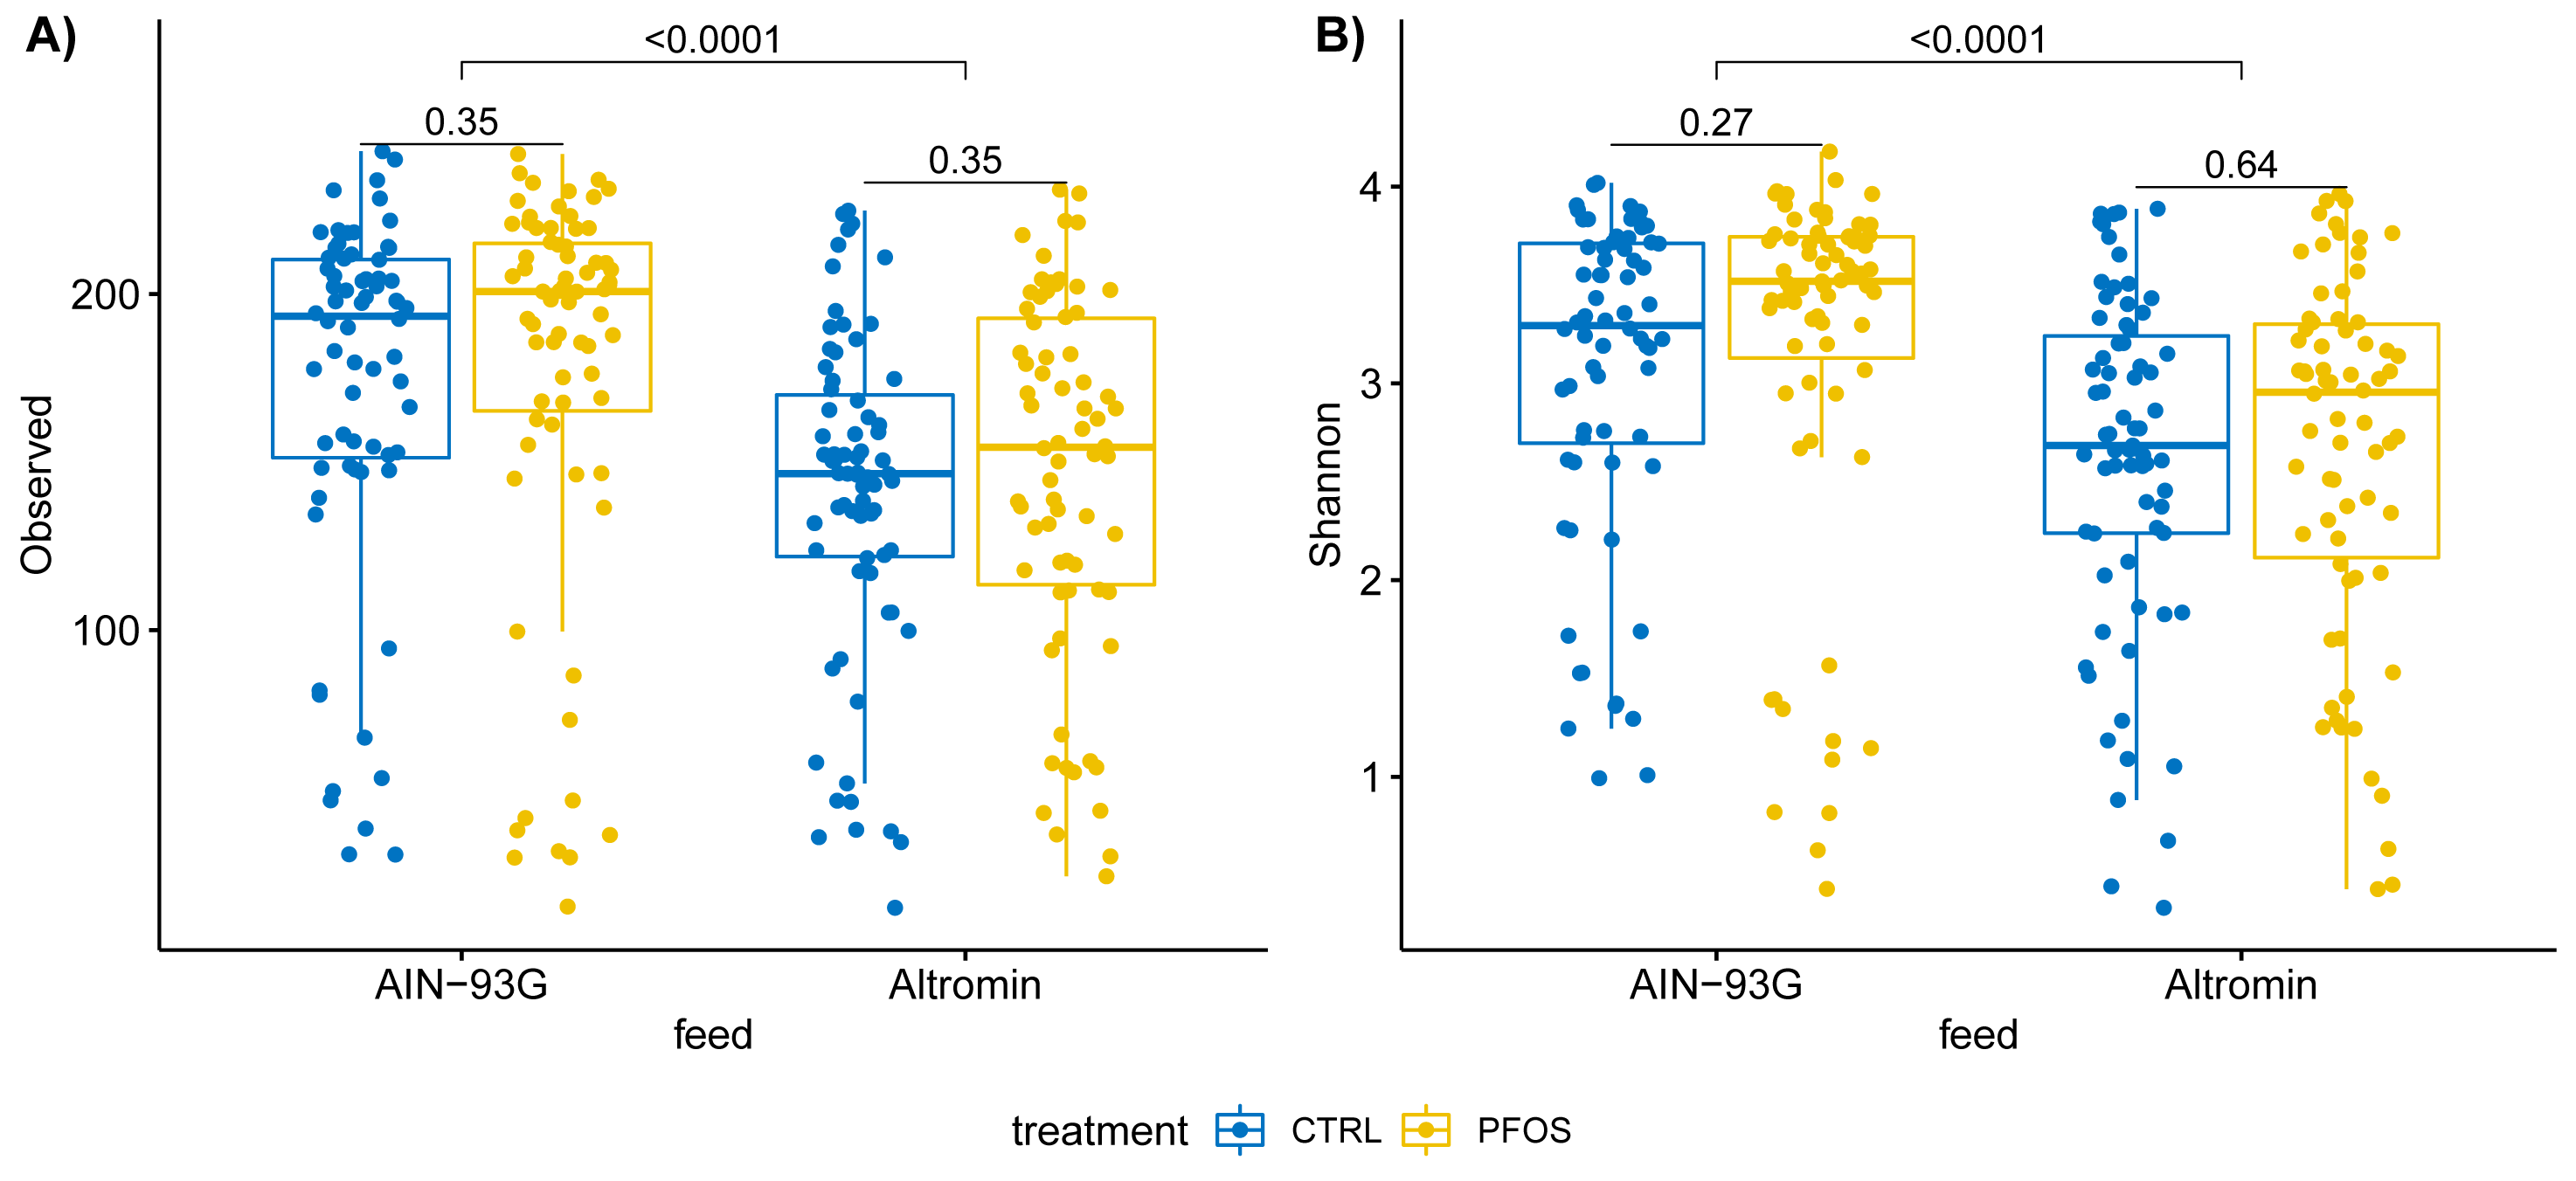 A)
<0.0001
0.35
0.35
Observed
200
100
AIN−93G
Altromin
feed
B)
<0.0001
0.27
0.64
Shannon
4
3
2
1
AIN−93G
Altromin
feed
treatment CTRL PFOS